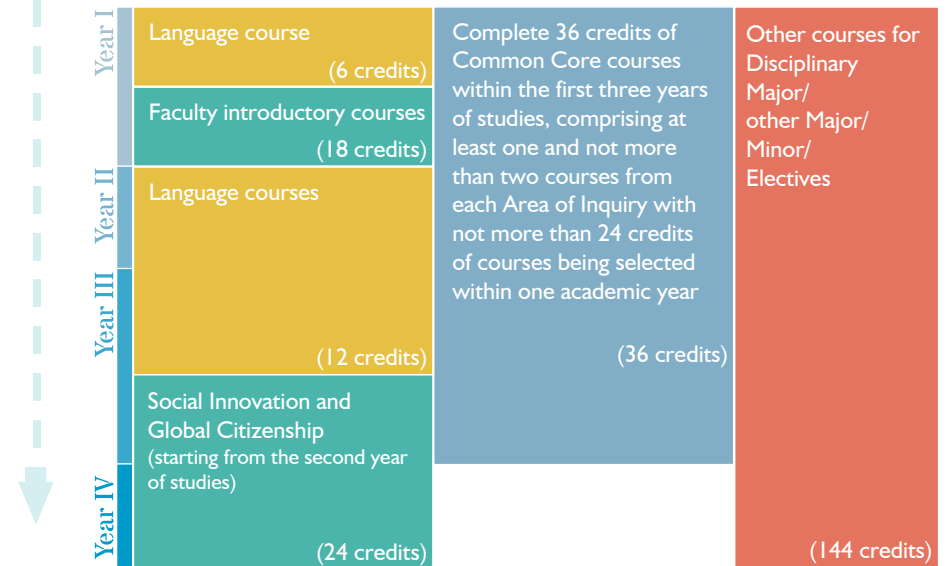 Year I
Year II
Year III
Year IV
Language course
(6 credits)
Faculty introductory courses
(18 credits)
Language courses
(12 credits)
Social Innovation and
Global Citizenship
(starting from the second year
of studies)
(24 credits)
Complete 36 credits of
Common Core courses
within the first three years
of studies, comprising at
least one and not more
than two courses from
each Area of Inquiry with
not more than 24 credits
of courses being selected
within one academic year
(36 credits)
Other courses for
Disciplinary
Major/
other Major/
Minor/
Electives
(144 credits)